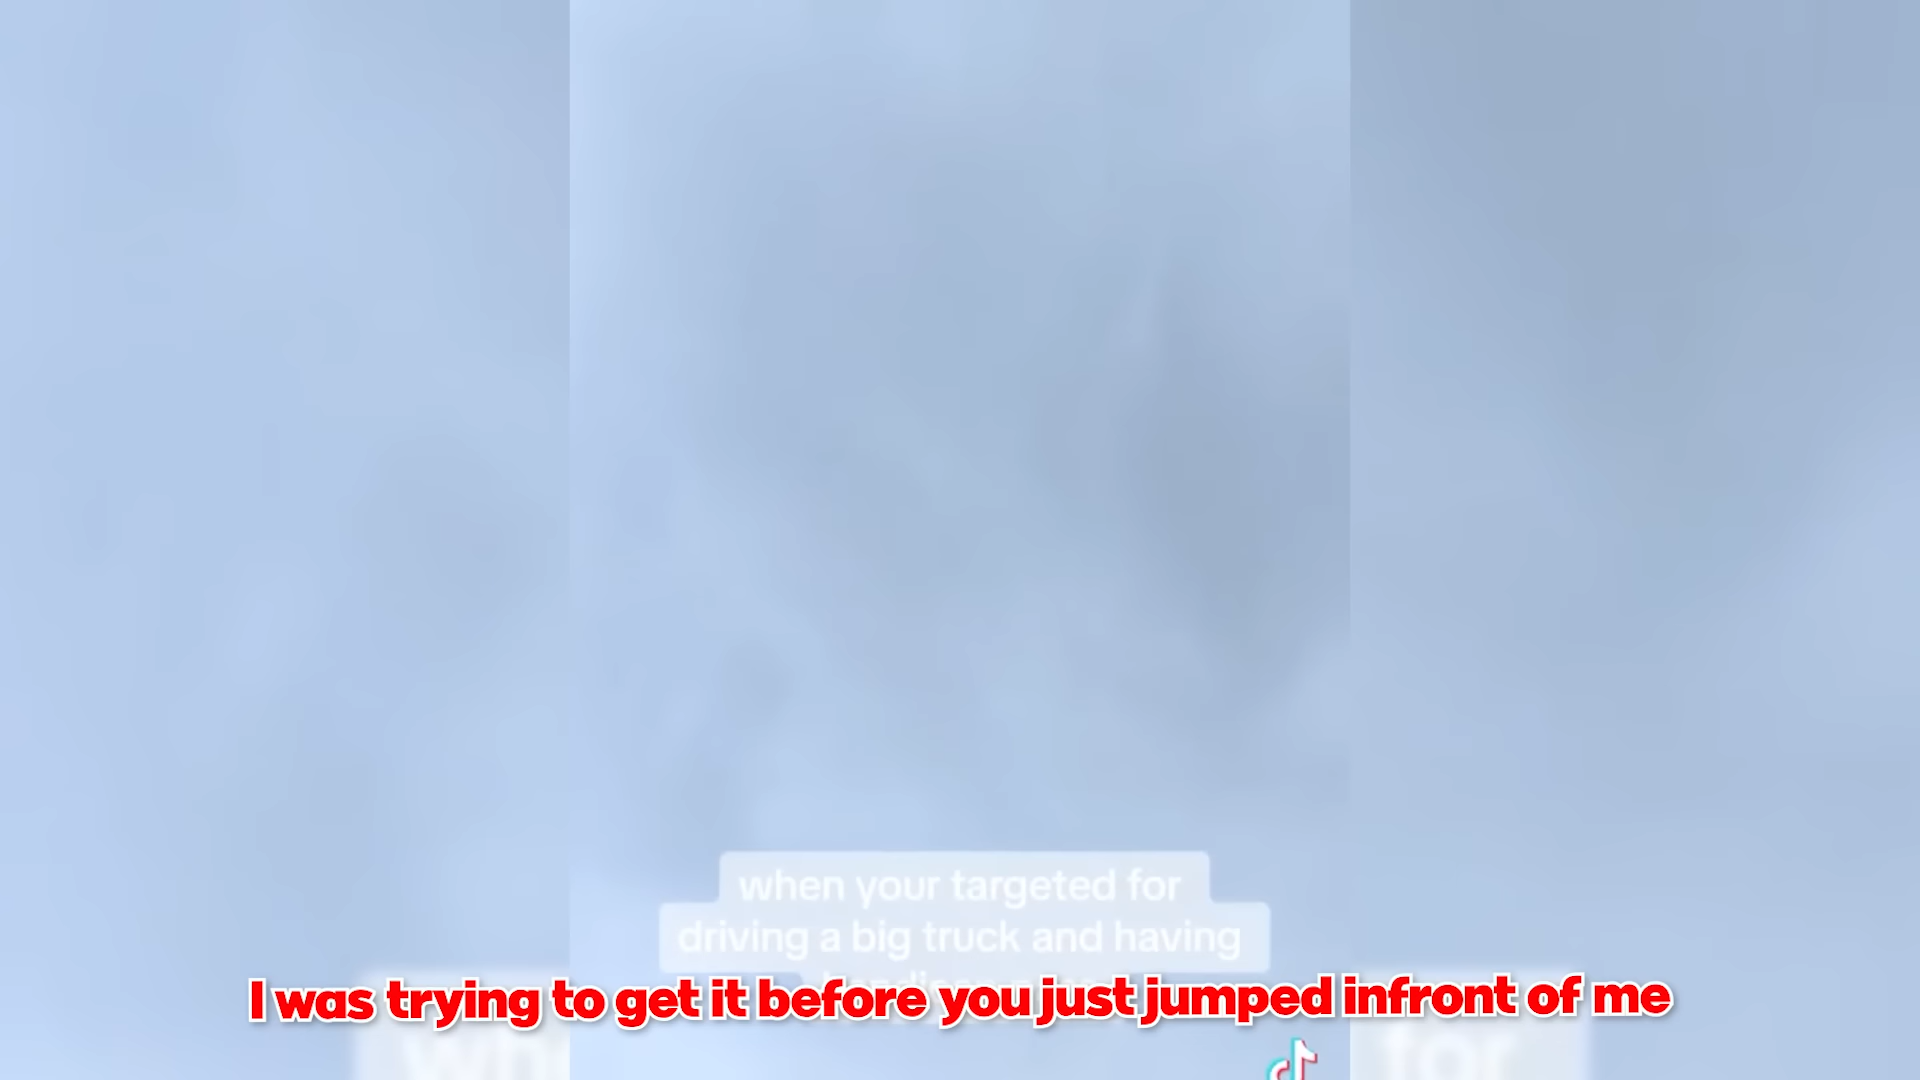 when your targeted for
driving a big truck and having
I was trying to get it before you just jumped infront of me
for